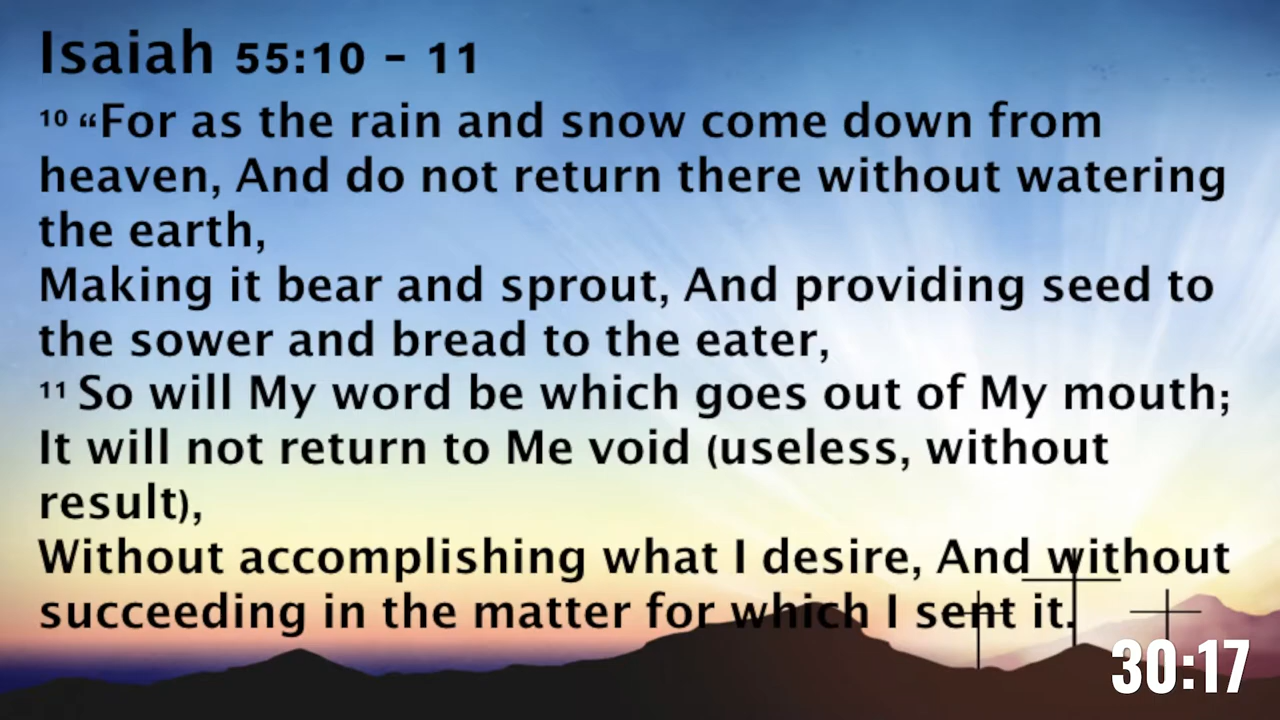 Isaiah 55:10 – 11
10 “For as the rain and snow come down from
heaven, And do not return there without watering
the earth,
Making it bear and sprout, And providing seed to
the sower and bread to the eater,
11 So will My word be which goes out of My mouth;
It will not return to Me void (useless, without
result),
Without accomplishing what I desire, And without
succeeding in the matter for which I sent it.
30:17